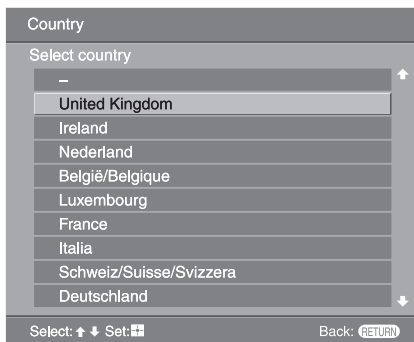 Country
Select country
–
United Kingdom
Ireland
Nederland
België/Belgique
Luxembourg
France
Italia
Schweiz/Suisse/Svizzera
Deutschland
Select: Set: Back: RETURN